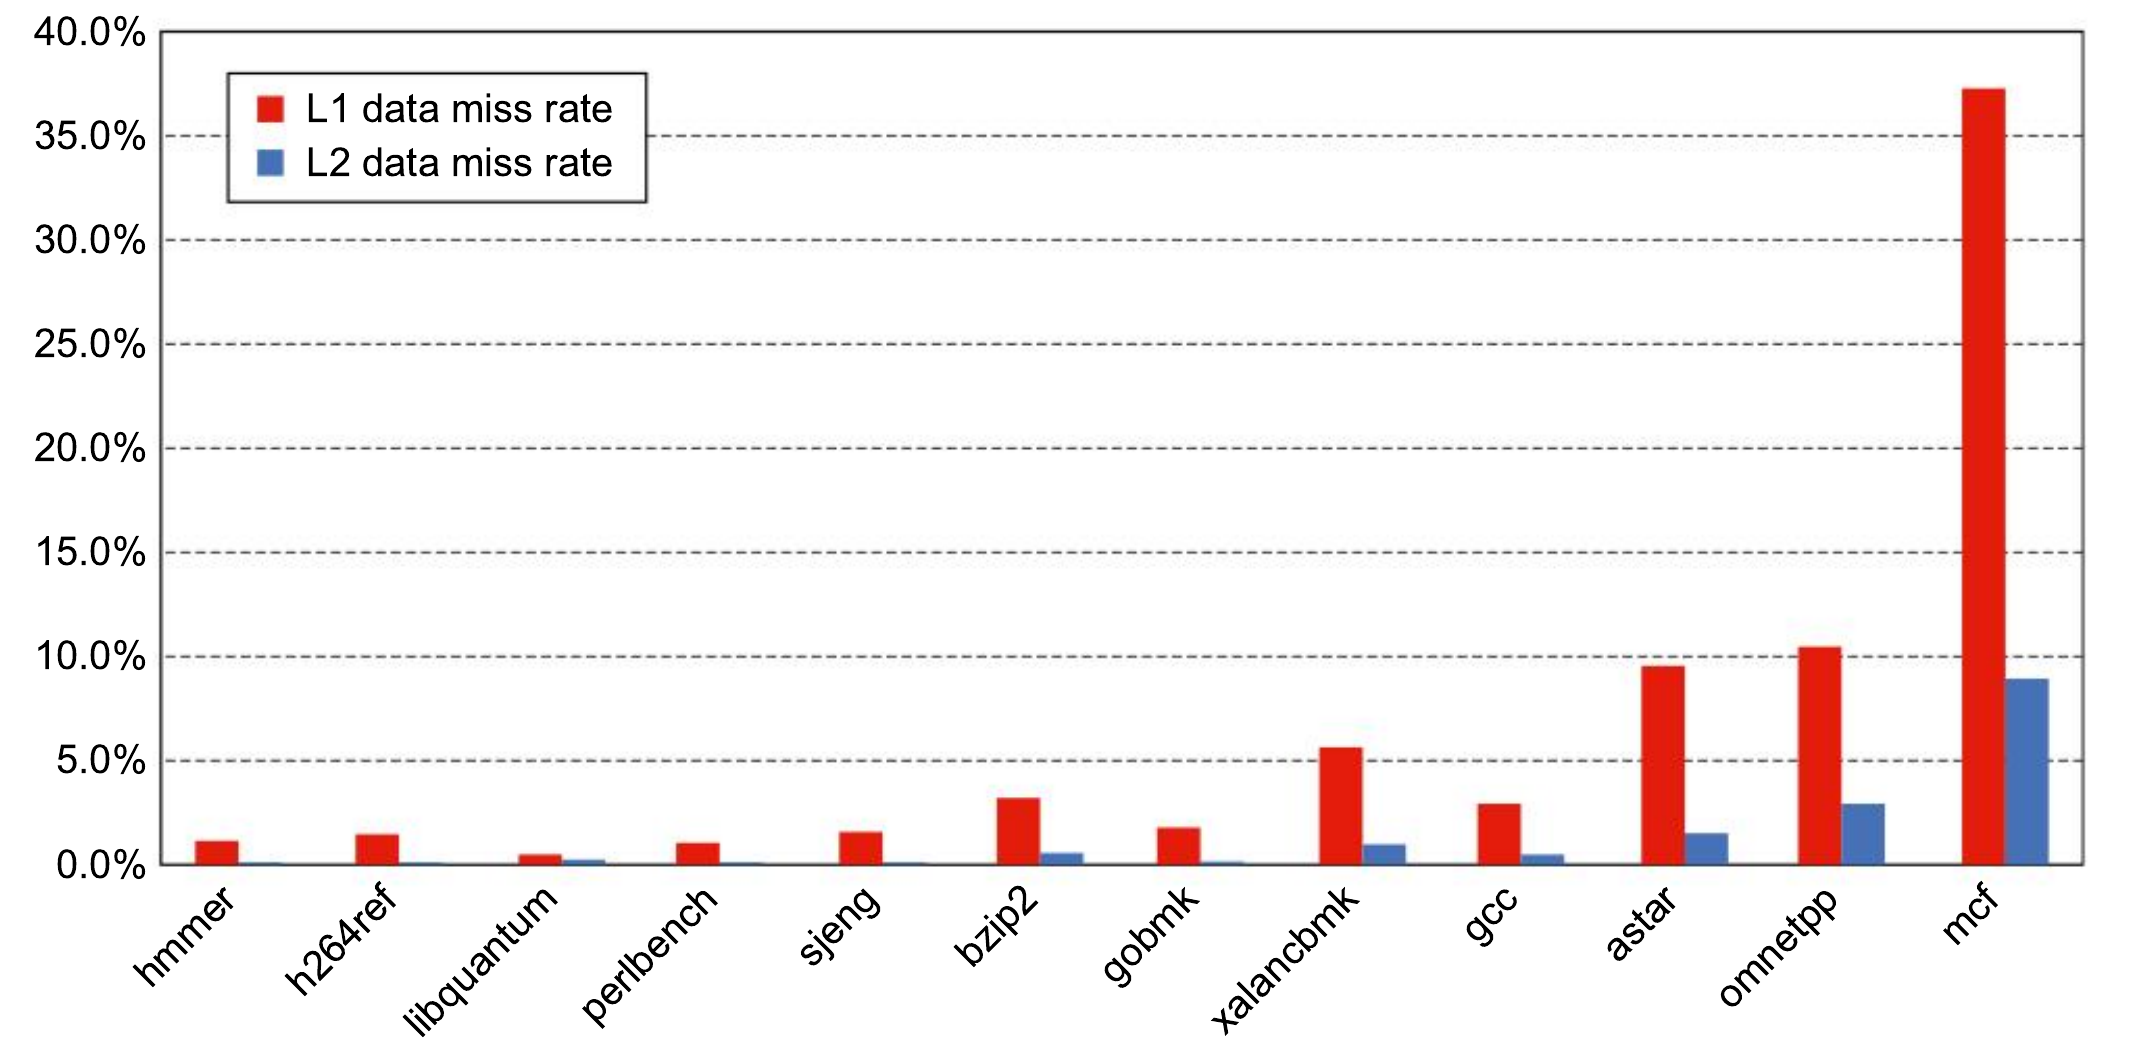 40.0%
35.0%
30.0%
25.0%
20.0%
15.0%
10.0%
5.0%
0.0%
L1 data miss rate
L2 data miss rate
hmmer
h264ref
libquantum
perlbench
sjeng
bzip2
gobmk
xalancbmk
gcc
astar
omnetpp
mcf